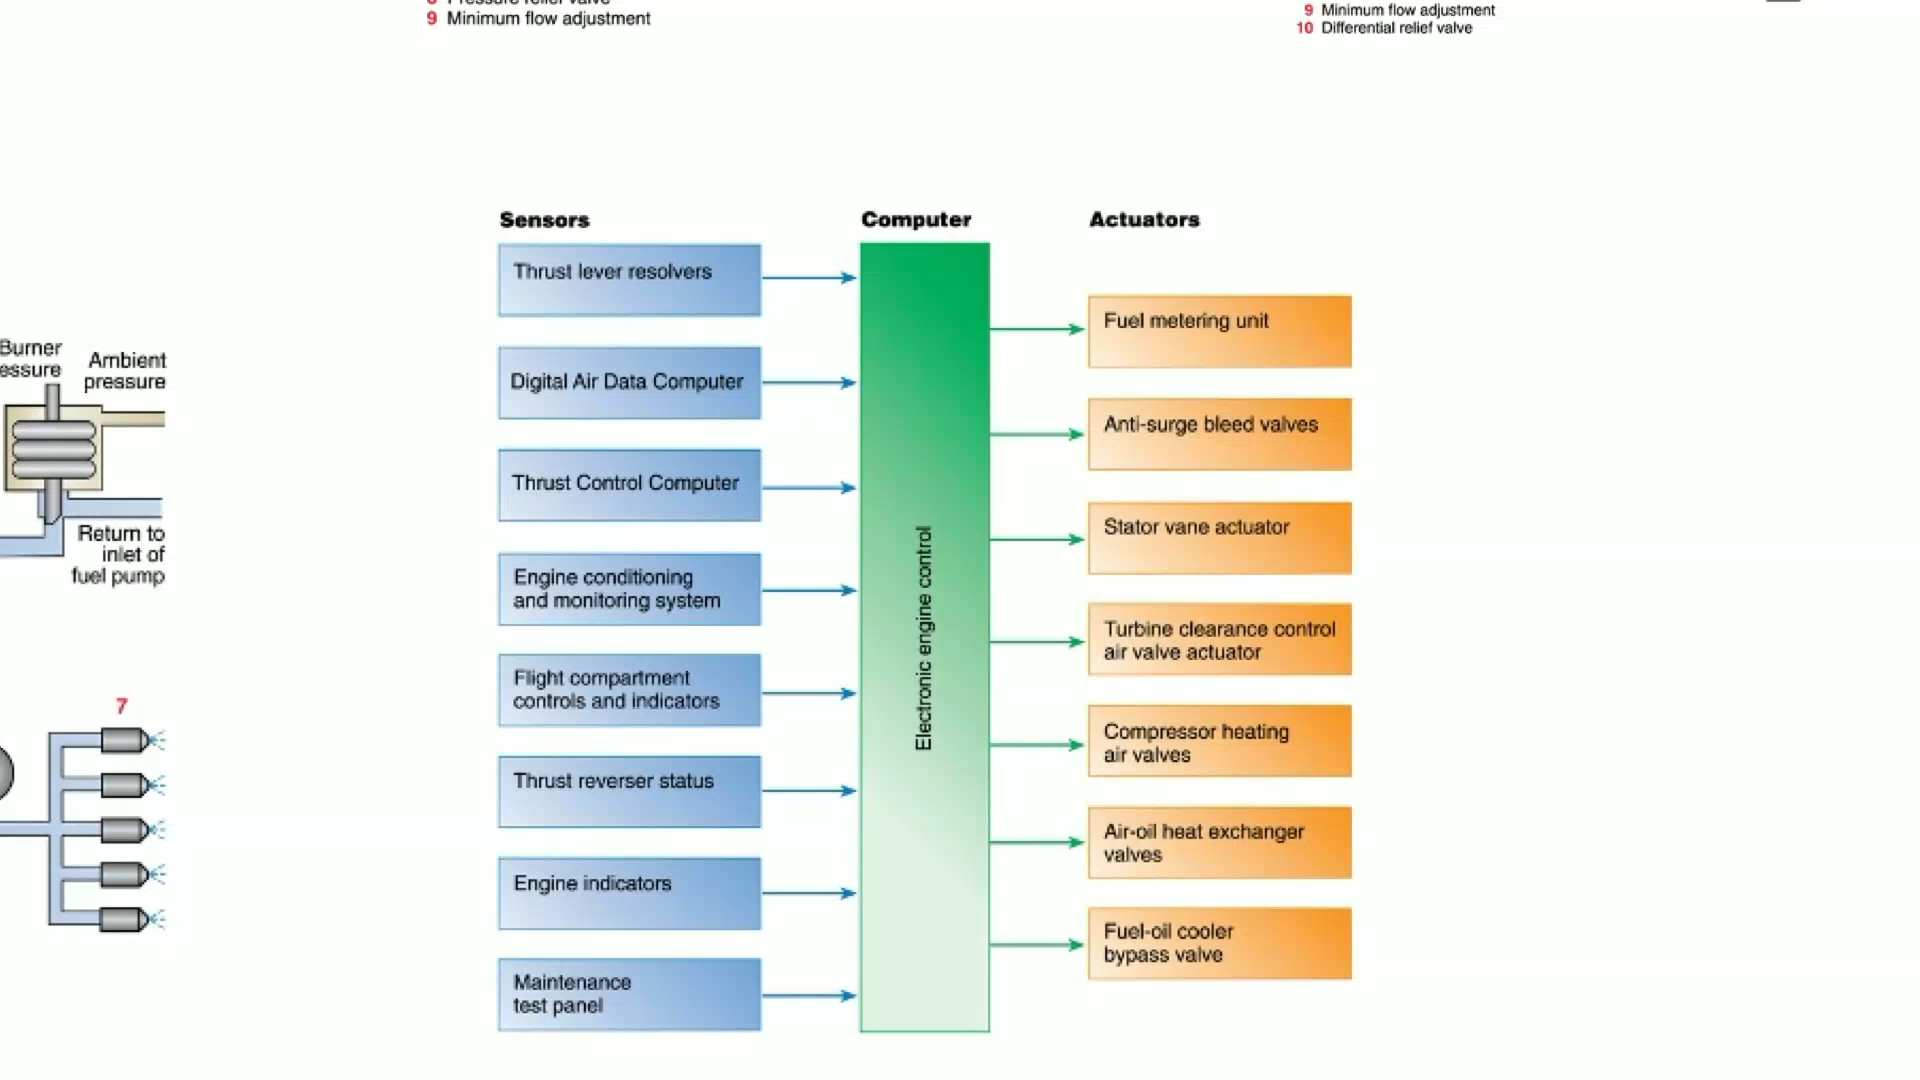 Pressure relief valve
9 Minimum flow adjustment
9 Minimum flow adjustment
10 Differential relief valve
Sensors
Computer
Actuators
Thrust lever resolvers
Digital Air Data Computer
Thrust Control Computer
Engine conditioning
and monitoring system
Flight compartment
controls and indicators
Thrust reverser status
Engine indicators
Maintenance
test panel
Electronic engine control
Fuel metering unit
Anti-surge bleed valves
Stator vane actuator
Turbine clearance control
air valve actuator
Compressor heating
air valves
Air-oil heat exchanger
valves
Fuel-oil cooler
bypass valve
Burner
essure
Ambient
pressure
Return to
inlet of
fuel pump
7